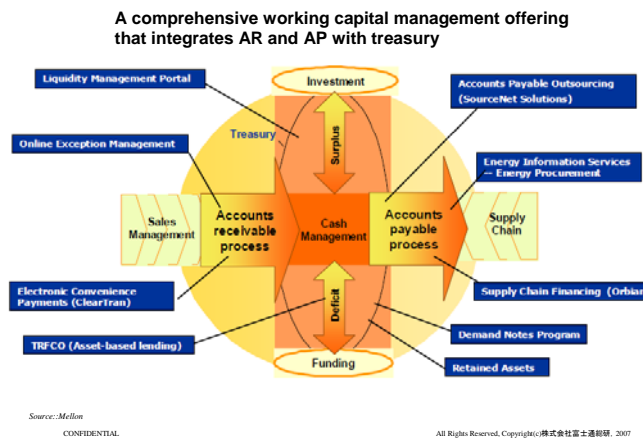 A comprehensive working capital management offering
that integrates AR and AP with treasury
Liquidity Management Portal
Investment
Accounts Payable Outsourcing
(SourceNet Solutions)
Treasury
Surplus
Online Exception Management
Energy Information Services
— Energy Procurement
Sales
Management
Accounts
receivable
process
Cash
Management
Accounts
payable
process
Supply
Chain
Electronic Convenience
Payments (ClearTran)
Deficit
Supply Chain Financing (Orbian
TRFCO (Asset-based lending)
Demand Notes Program
Funding
Retained Assets
Source::Mellon
CONFIDENTIAL
All Rights Reserved, Copyright(c)株式会社富士通総研, 2007